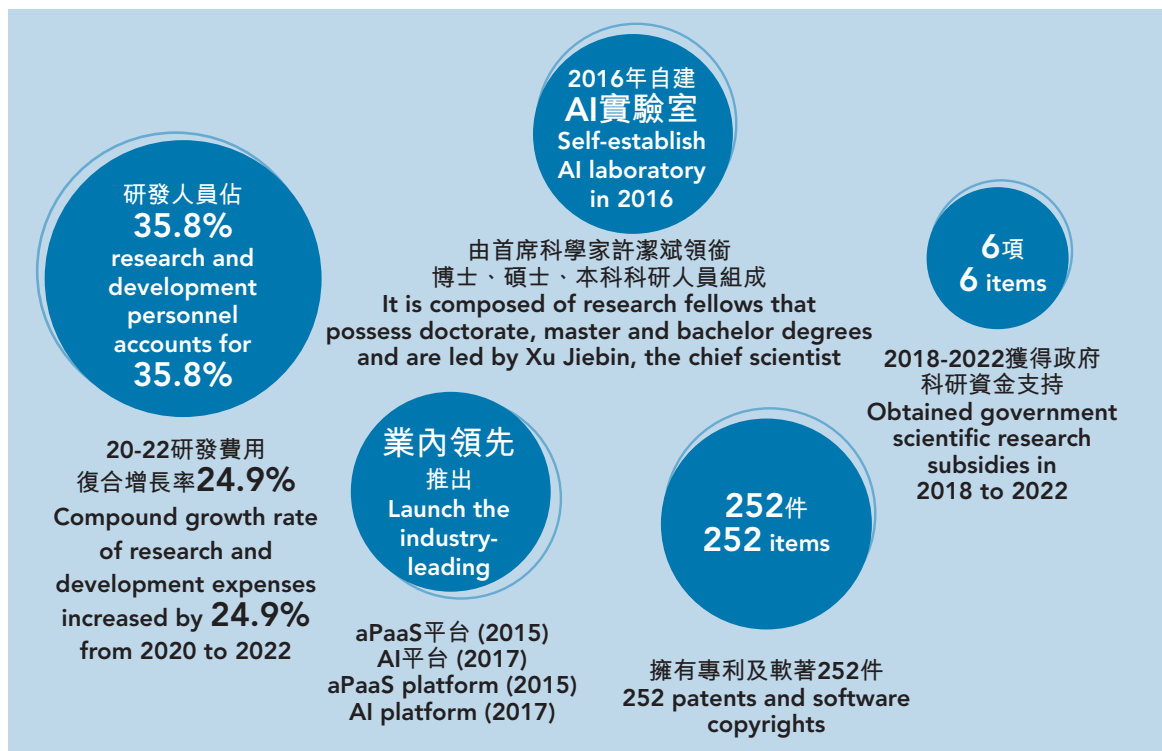 研發人員佔
35.8%
research and
development
personnel
accounts for
35.8%
20-22研發費用
復合增長率24.9%
Compound growth rate
of research and
development expenses
increased by 24.9%
from 2020 to 2022
2016年自建
AI實驗室
Self-establish
AI laboratory
in 2016
由首席科學家許潔斌領銜
博士、碩士、本科科研人員組成
It is composed of research fellows that
possess doctorate, master and bachelor degrees
and are led by Xu Jiebin, the chief scientist
業內領先
推出
Launch the
industry-
leading
aPaaS平台 (2015)
AI平台 (2017)
aPaaS platform (2015)
AI platform (2017)
252件
252 items
擁有專利及軟著252件
252 patents and software
copyrights
6項
6 items
2018-2022獲得政府
科研資金支持
Obtained government
scientific research
subsidies in
2018 to 2022